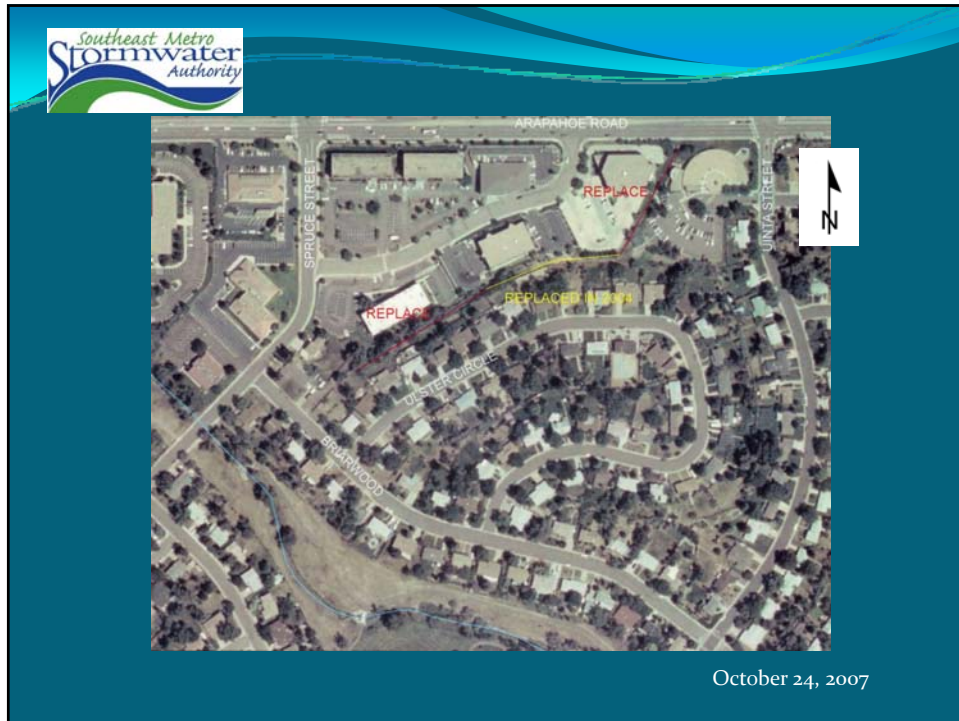 Southeast Metro
Stormwater
Authority
ARAPAHOE ROAD
SPRUCE STREET
REPLACE
UINTA STREET
N
REPLACED IN 2004
REPLACE
ULSTER CIRCLE
BRIARWOOD
October 24, 2007